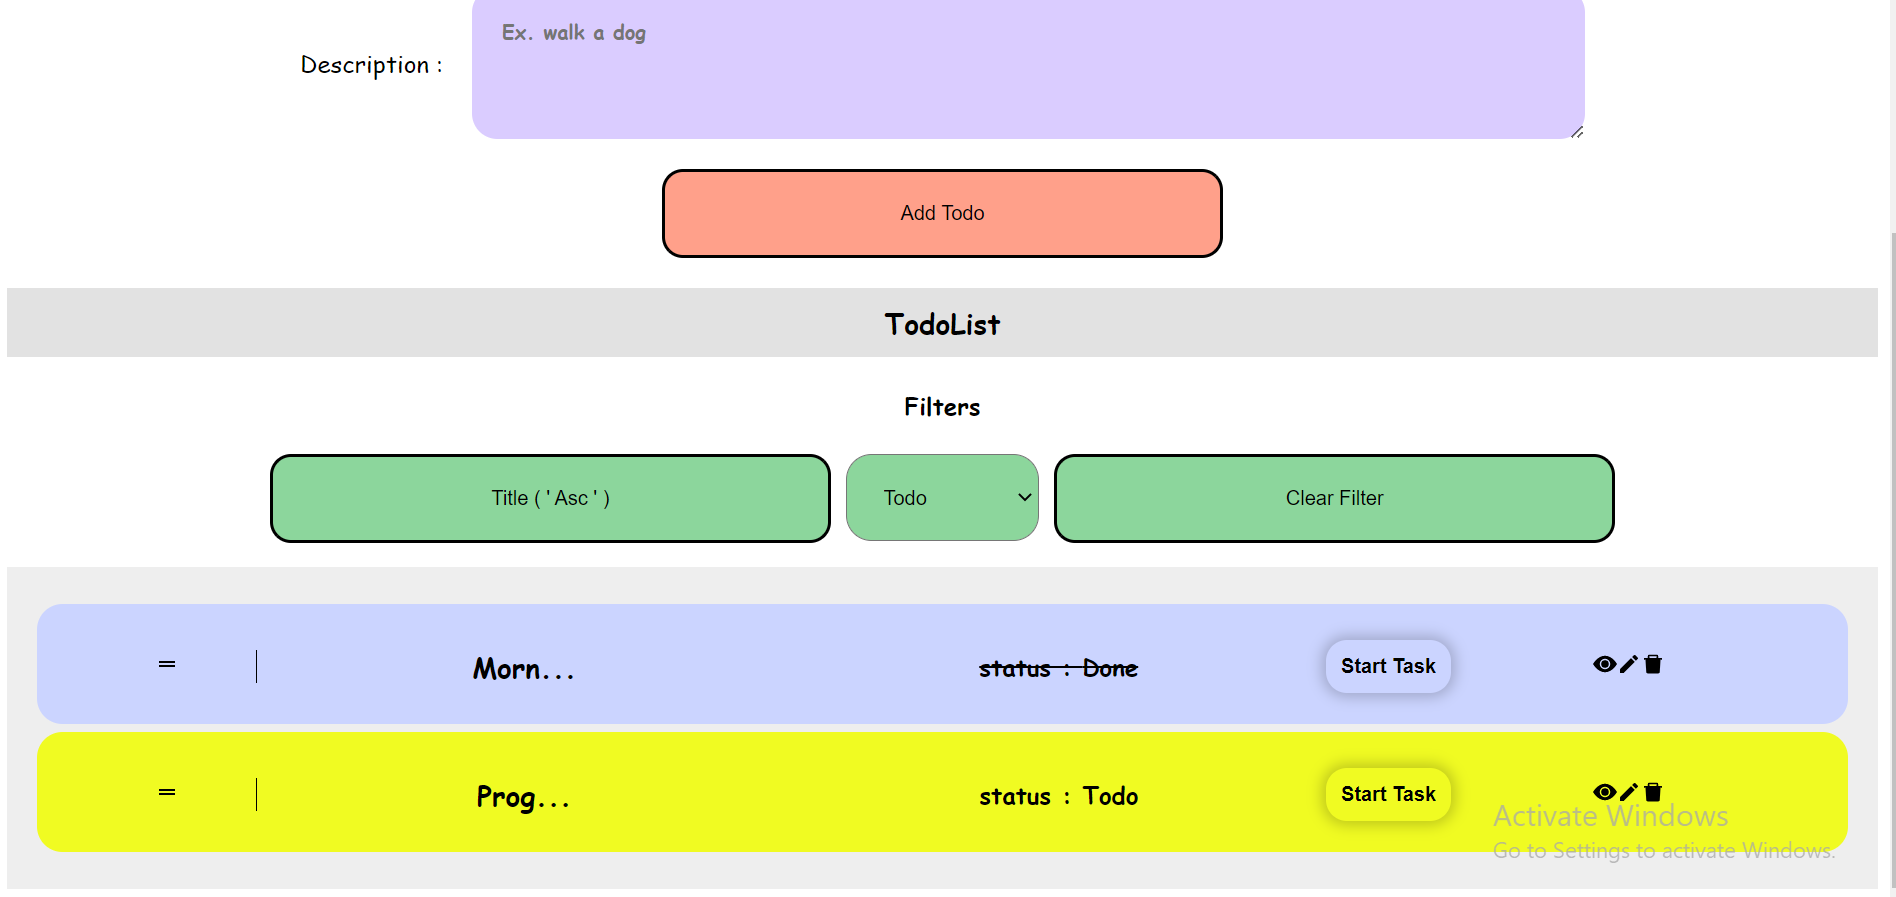 Ex. walk a dog
Description :
Add Todo
TodoList
Filters
Title ( ' Asc ' ) Todo Clear Filter
Morn... status : Done Start Task
Prog... status : Todo Start Task
Activate Windows
Go to Settings to activate Windows.